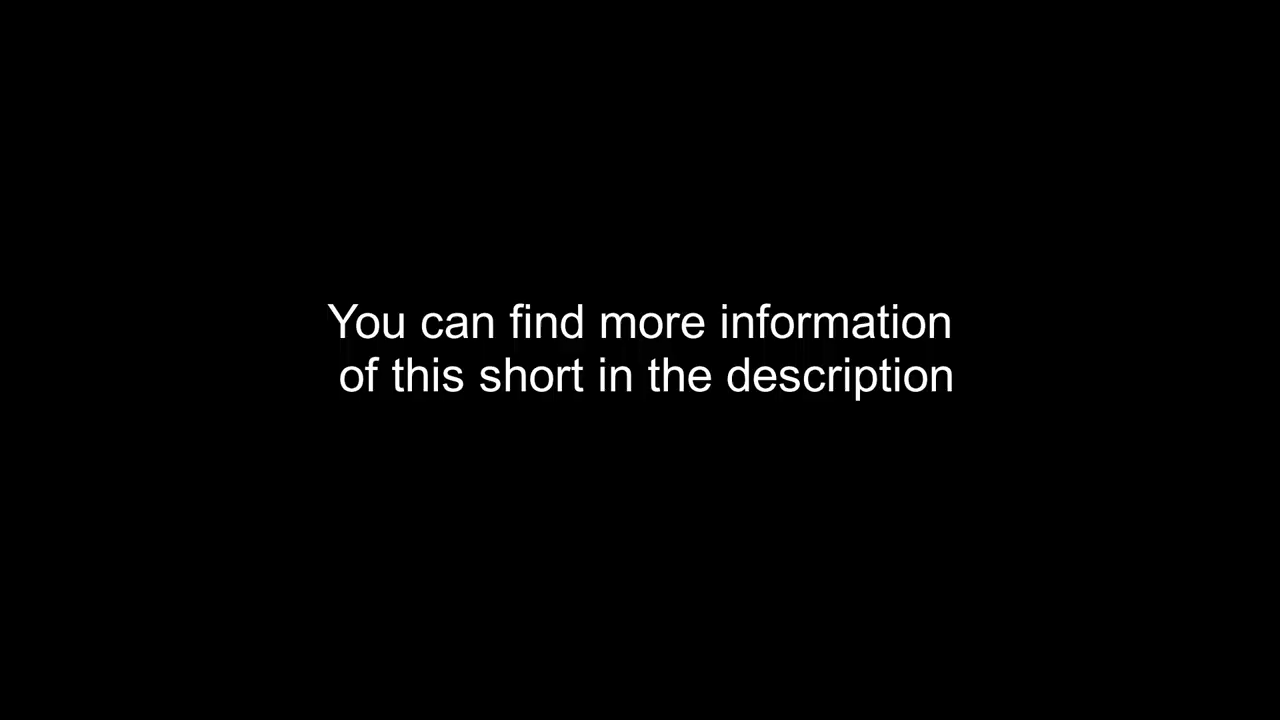 You can find more information
of this short in the description